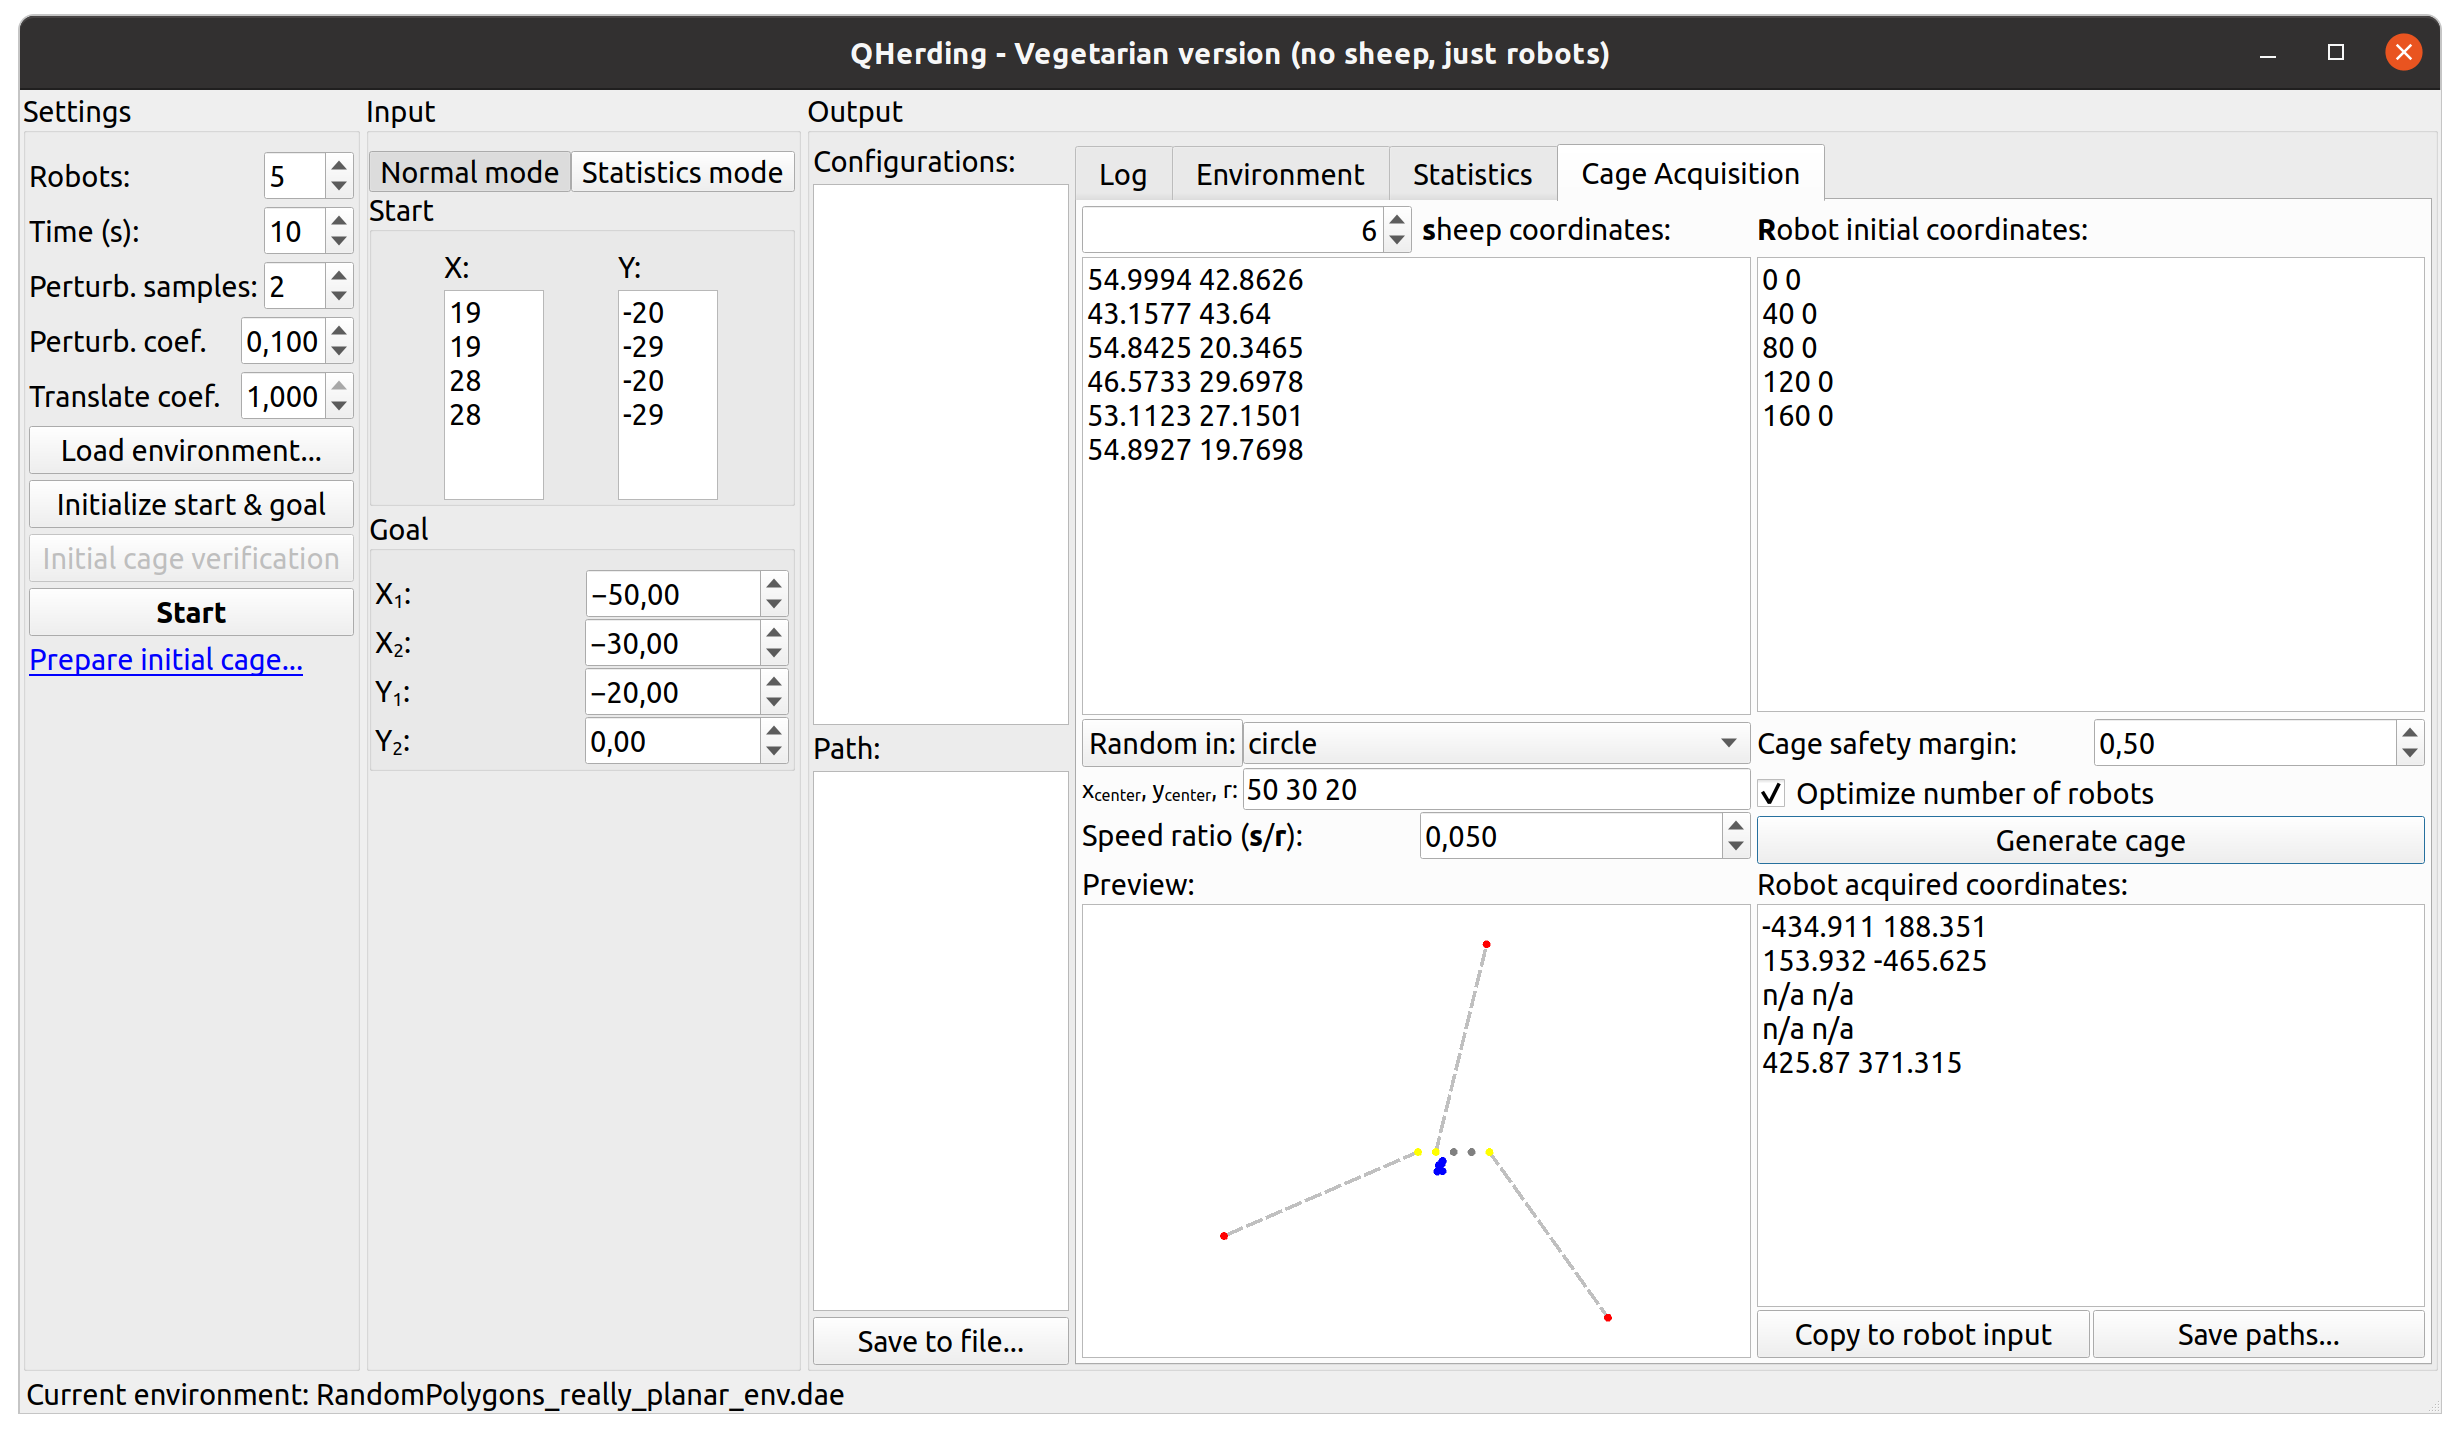 QHerding - Vegetarian version (no sheep, just robots)
Settings
Robots: 5
Time (s): 10
Perturb. samples: 2
Perturb. coef. 0,100
Translate coef. 1,000
Load environment...
Initialize start & goal
Initial cage verification
Start
Prepare initial cage...
Input
Normal mode Statistics mode
Start
X: Y:
19 -20
19 -29
28 -20
28 -29
Goal
X₁: −50,00
X₂: −30,00
Y₁: −20,00
Y₂: 0,00
Output
Configurations:
Path:
Save to file...
Log Environment Statistics Cage Acquisition
6 sheep coordinates:
54.9994 42.8626
43.1577 43.64
54.8425 20.3465
46.5733 29.6978
53.1123 27.1501
54.8927 19.7698
Random in: circle
xcenter, ycenter, r: 50 30 20
Speed ratio (s/r): 0,050
Preview:
Robot initial coordinates:
0 0
40 0
80 0
120 0
160 0
Cage safety margin: 0,50
Optimize number of robots
Generate cage
Robot acquired coordinates:
-434.911 188.351
153.932 -465.625
n/a n/a
n/a n/a
425.87 371.315
Copy to robot input Save paths...
Current environment: RandomPolygons_really_planar_env.dae